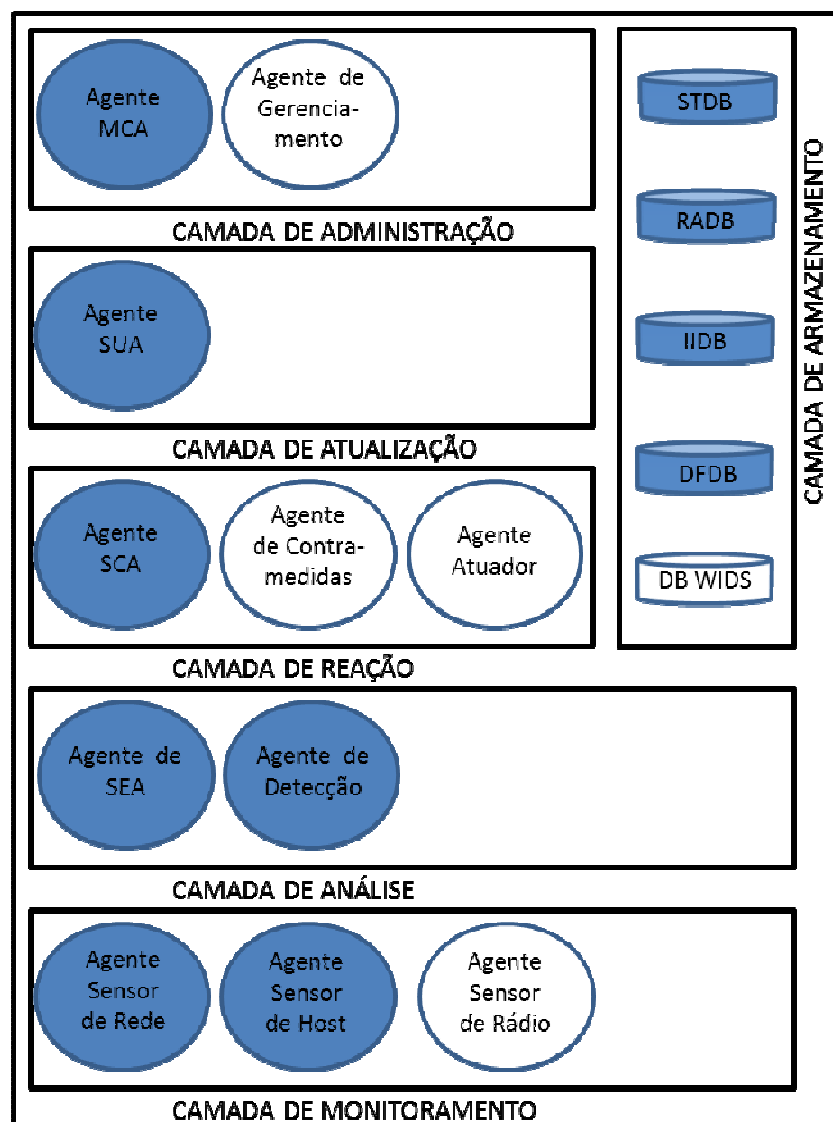 Agente
MCA
Agente de
Gerencia-
mento
CAMADA DE ADMINISTRAÇÃO
Agente
SUA
CAMADA DE ATUALIZAÇÃO
Agente
SCA
Agente
de Contra-
medidas
Agente
Atuador
CAMADA DE REAÇÃO
STDB
RADB
IIDB
DFDB
DB WIDS
CAMADA DE ARMAZENAMENTO
Agente de
SEA
Agente de
Detecção
CAMADA DE ANÁLISE
Agente
Sensor
de Rede
Agente
Sensor
de Host
Agente
Sensor
de Rádio
CAMADA DE MONITORAMENTO